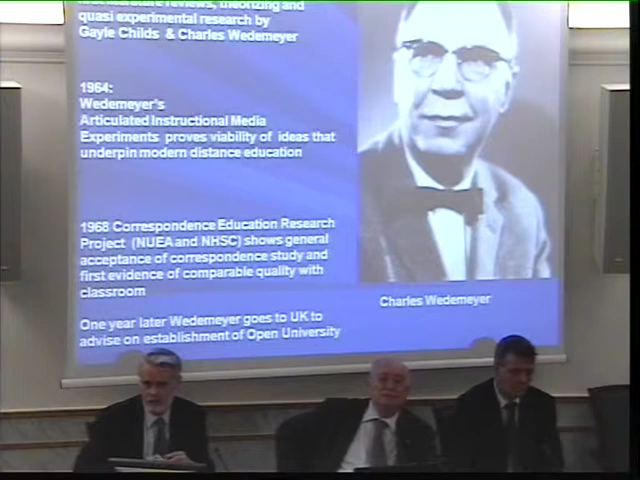 quasi experimental research by
Gayle Childs & Charles Wedemeyer
1964:
Wedemeyer's
Articulated Instructional Media
Experiments proves viability of ideas that
underpin modern distance education
1968 Correspondence Education Research
Project (NUEA and NHSC) shows general
acceptance of correspondence study and
first evidence of comparable quality with
classroom
One year later Wedemeyer goes to UK to
advise on establishment of Open University
Charles Wedemeyer